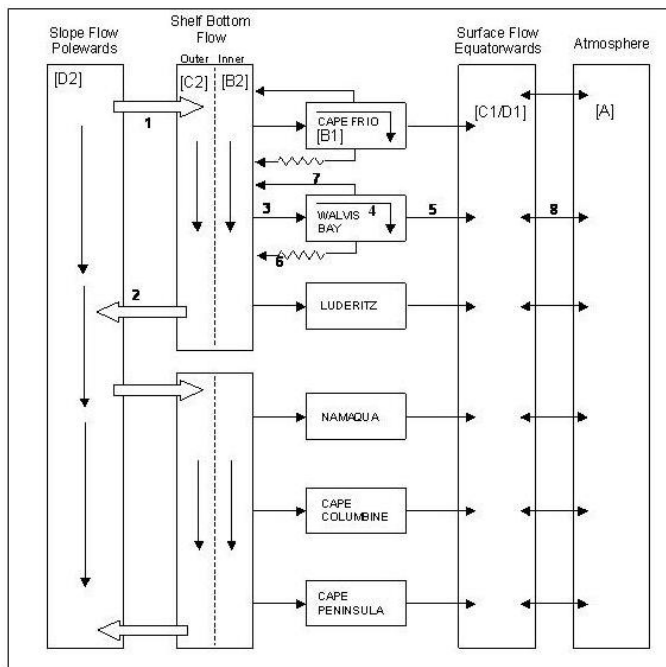 Slope Flow
Polewards
Shelf Bottom
Flow
Outer Inner
Surface Flow
Equatorwards
Atmosphere
[D2]
[C2] [B2]
[C1/D1]
[A]
1
CAPE FRIO
[B1]
7
3
WALVIS 4
BAY
5
8
6
2
LUDERITZ
NAMAQUA
CAPE
COLUMBINE
CAPE
PENINSULA